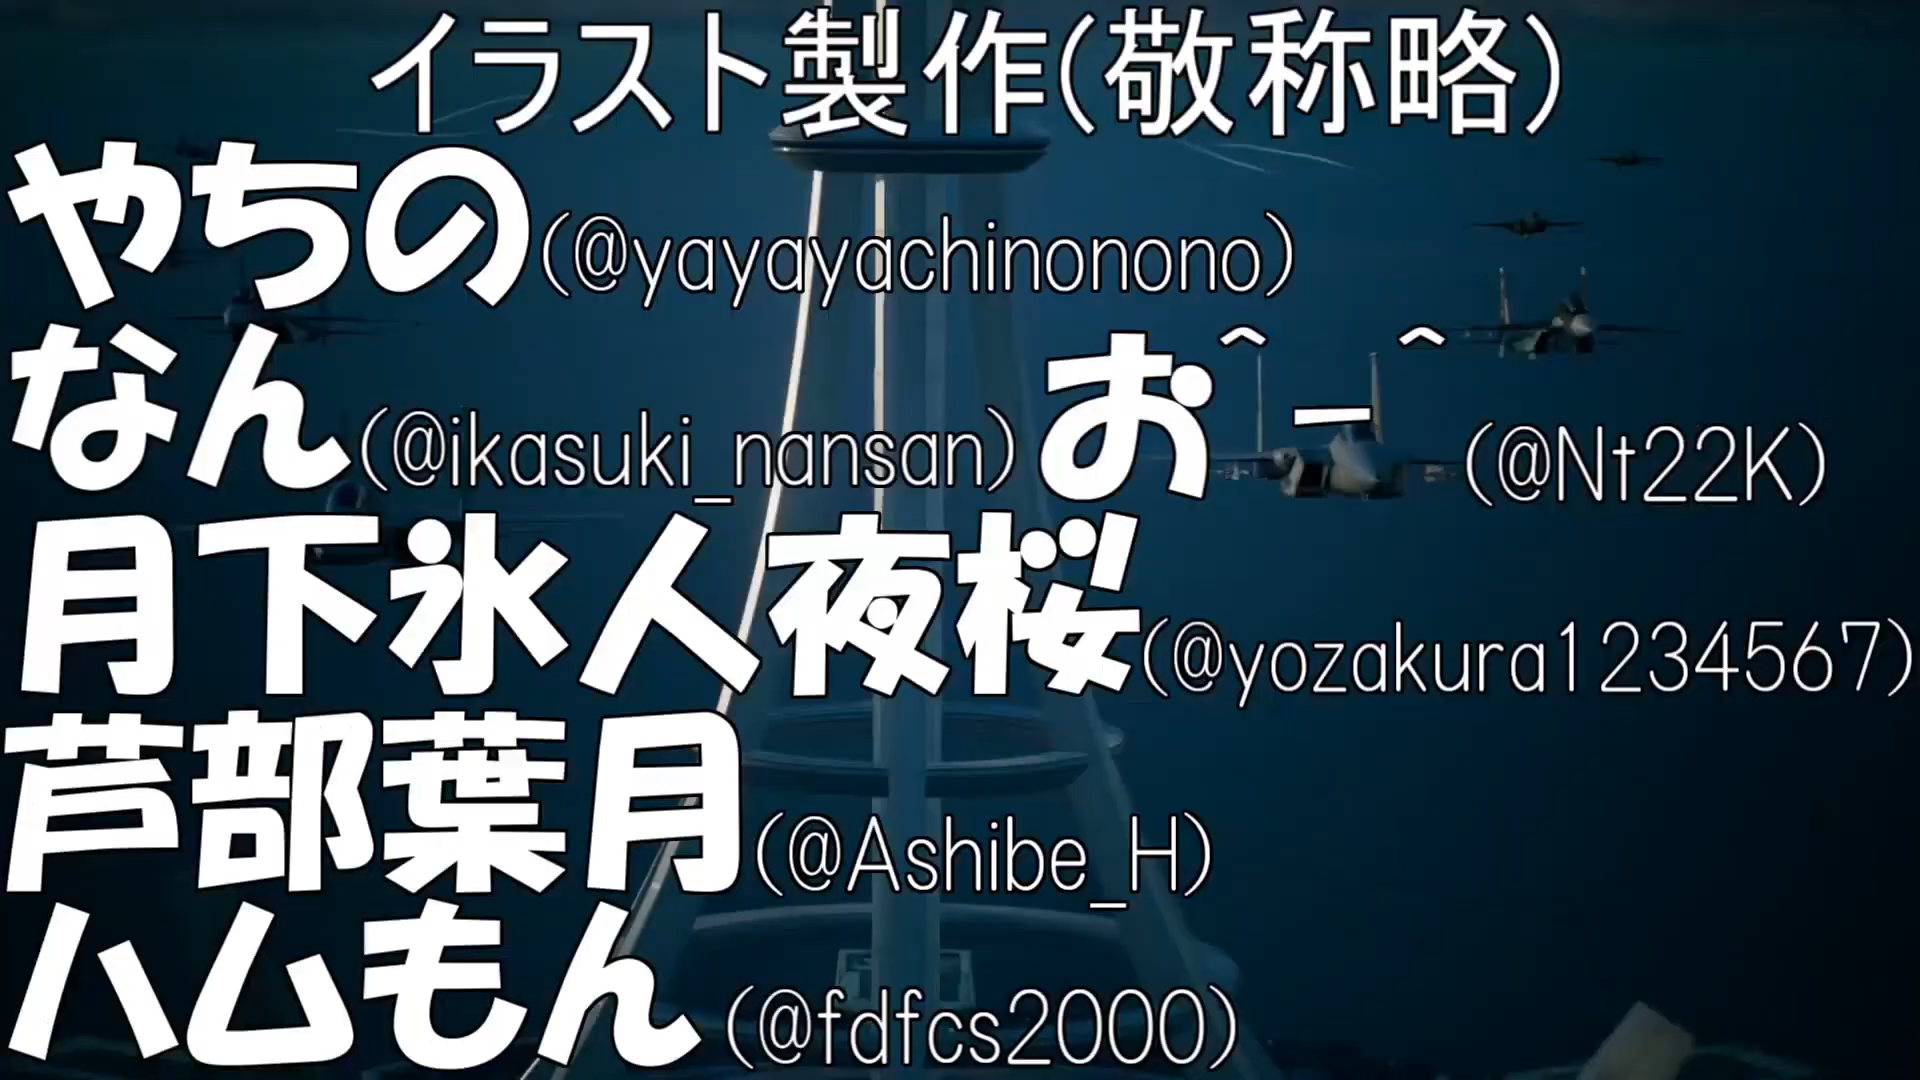 イラスト製作(敬称略)
やちの(@yayayachinonono)
なん(@ikasuki_nansan) お^_^(@Nt22K)
月下氷人夜桜(@yozakura1234567)
芦部葉月(@Ashibe_H)
ハムもん(@fdfcs2000)